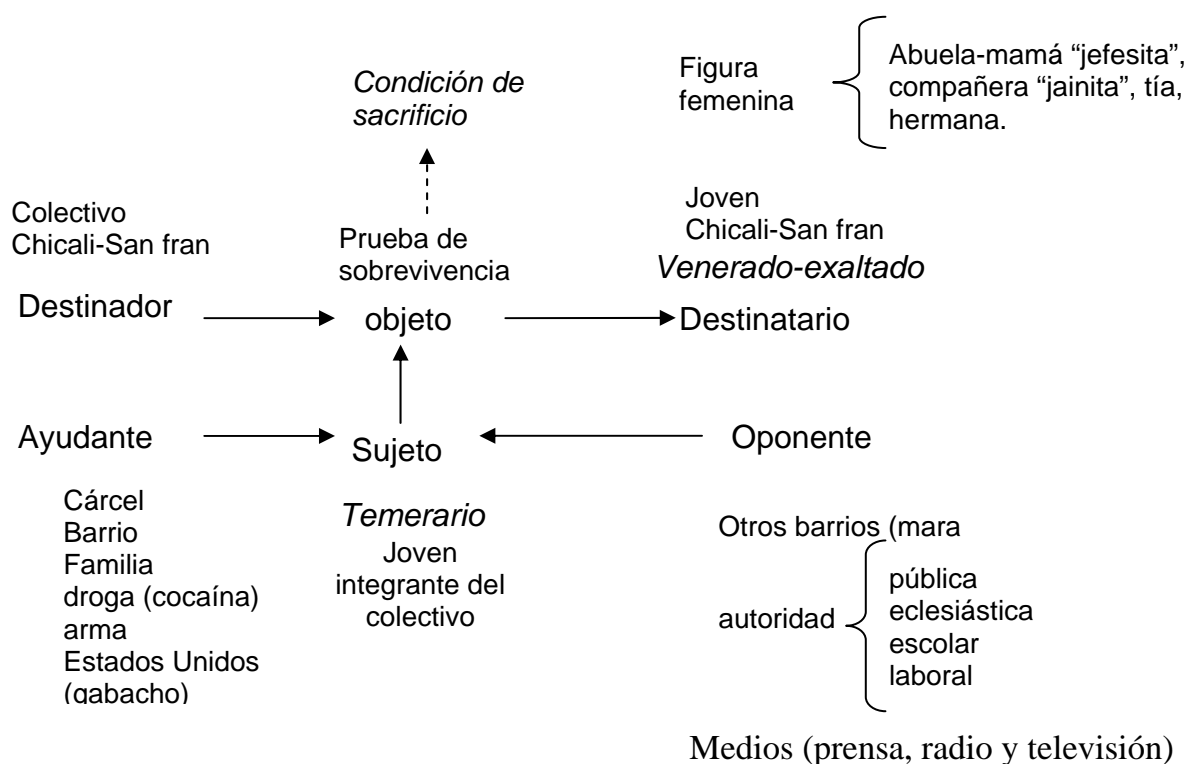 Condición de
sacrificio
Figura
femenina
Abuela-mamá “jefesita”,
compañera “jainita”, tía,
hermana.
Colectivo
Chicali-San fran
Prueba de
sobrevivencia
Joven
Chicali-San fran
Venerado-exaltado
Destinador
objeto
Destinatario
Ayudante
Sujeto
Oponente
Cárcel
Barrio
Familia
droga (cocaína)
arma
Estados Unidos
(gabacho)
Temerario
Joven
integrante del
colectivo
Otros barrios (mara
autoridad
pública
eclesiástica
escolar
laboral
Medios (prensa, radio y televisión)